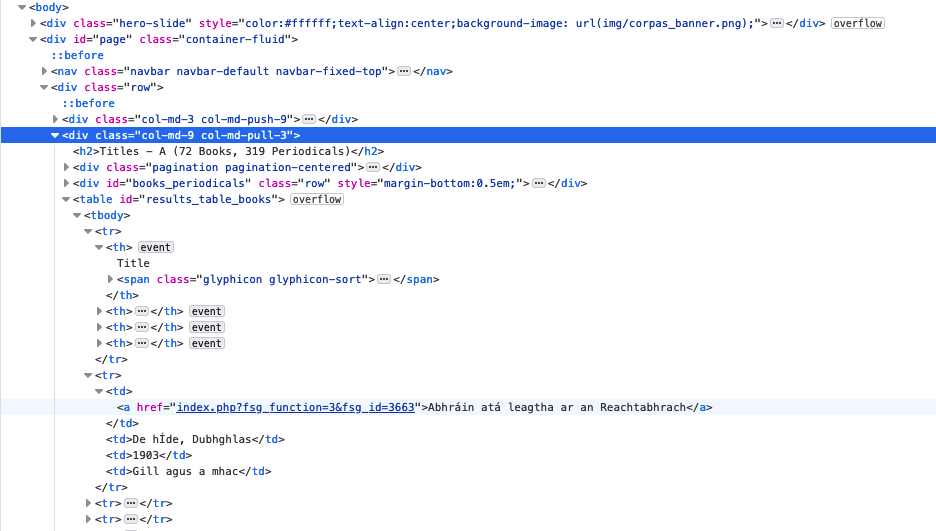 <body>
<div class="hero-slide" style="color:#ffffff;text-align:center;background-image: url(img/corpas_banner.png);">⋯</div> overflow
<div id="page" class="container-fluid">
::before
<nav class="navbar navbar-default navbar-fixed-top">⋯</nav>
<div class="row">
::before
<div class="col-md-3 col-md-push-9">⋯</div>
<div class="col-md-9 col-md-pull-3">
<h2>Titles – A (72 Books, 319 Periodicals)</h2>
<div class="pagination pagination-centered">⋯</div>
<div id="books_periodicals" class="row" style="margin-bottom:0.5em;">⋯</div>
<table id="results_table_books"> overflow
<tbody>
<tr>
<th> event
Title
<span class="glyphicon glyphicon-sort">⋯</span>
</th>
<th>⋯</th> event
<th>⋯</th> event
<th>⋯</th> event
</tr>
<tr>
<td>
<a href="index.php?fsg_function=3&fsg_id=3663">Abhráin atá leagtha ar an Reachtabhrach</a>
</td>
<td>De hÍde, Dubhghlas</td>
<td>1903</td>
<td>Gill agus a mhac</td>
</tr>
<tr>⋯</tr>
<tr>⋯</tr>